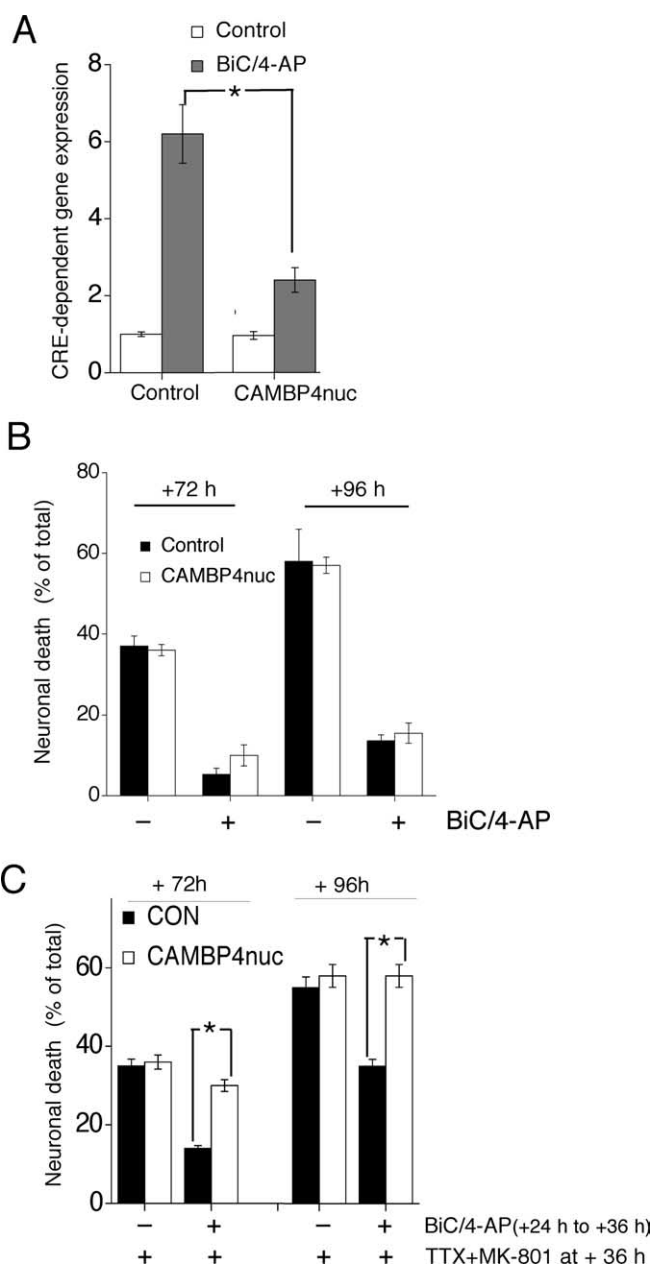 A
Control
BiC/4-AP
*
8
6
4
2
0
CRE-dependent gene expression
Control CAMBP4nuc
B
80
60
40
20
0
Neuronal death (% of total)
+72 h +96 h
Control
CAMBP4nuc
– + – + BiC/4-AP
C
+ 72h + 96h
CON
CAMBP4nuc
*
*
60
40
20
0
Neuronal death (% of total)
– + – + BiC/4-AP(+24 h to +36 h)
+ + + + TTX+MK-801 at + 36 h